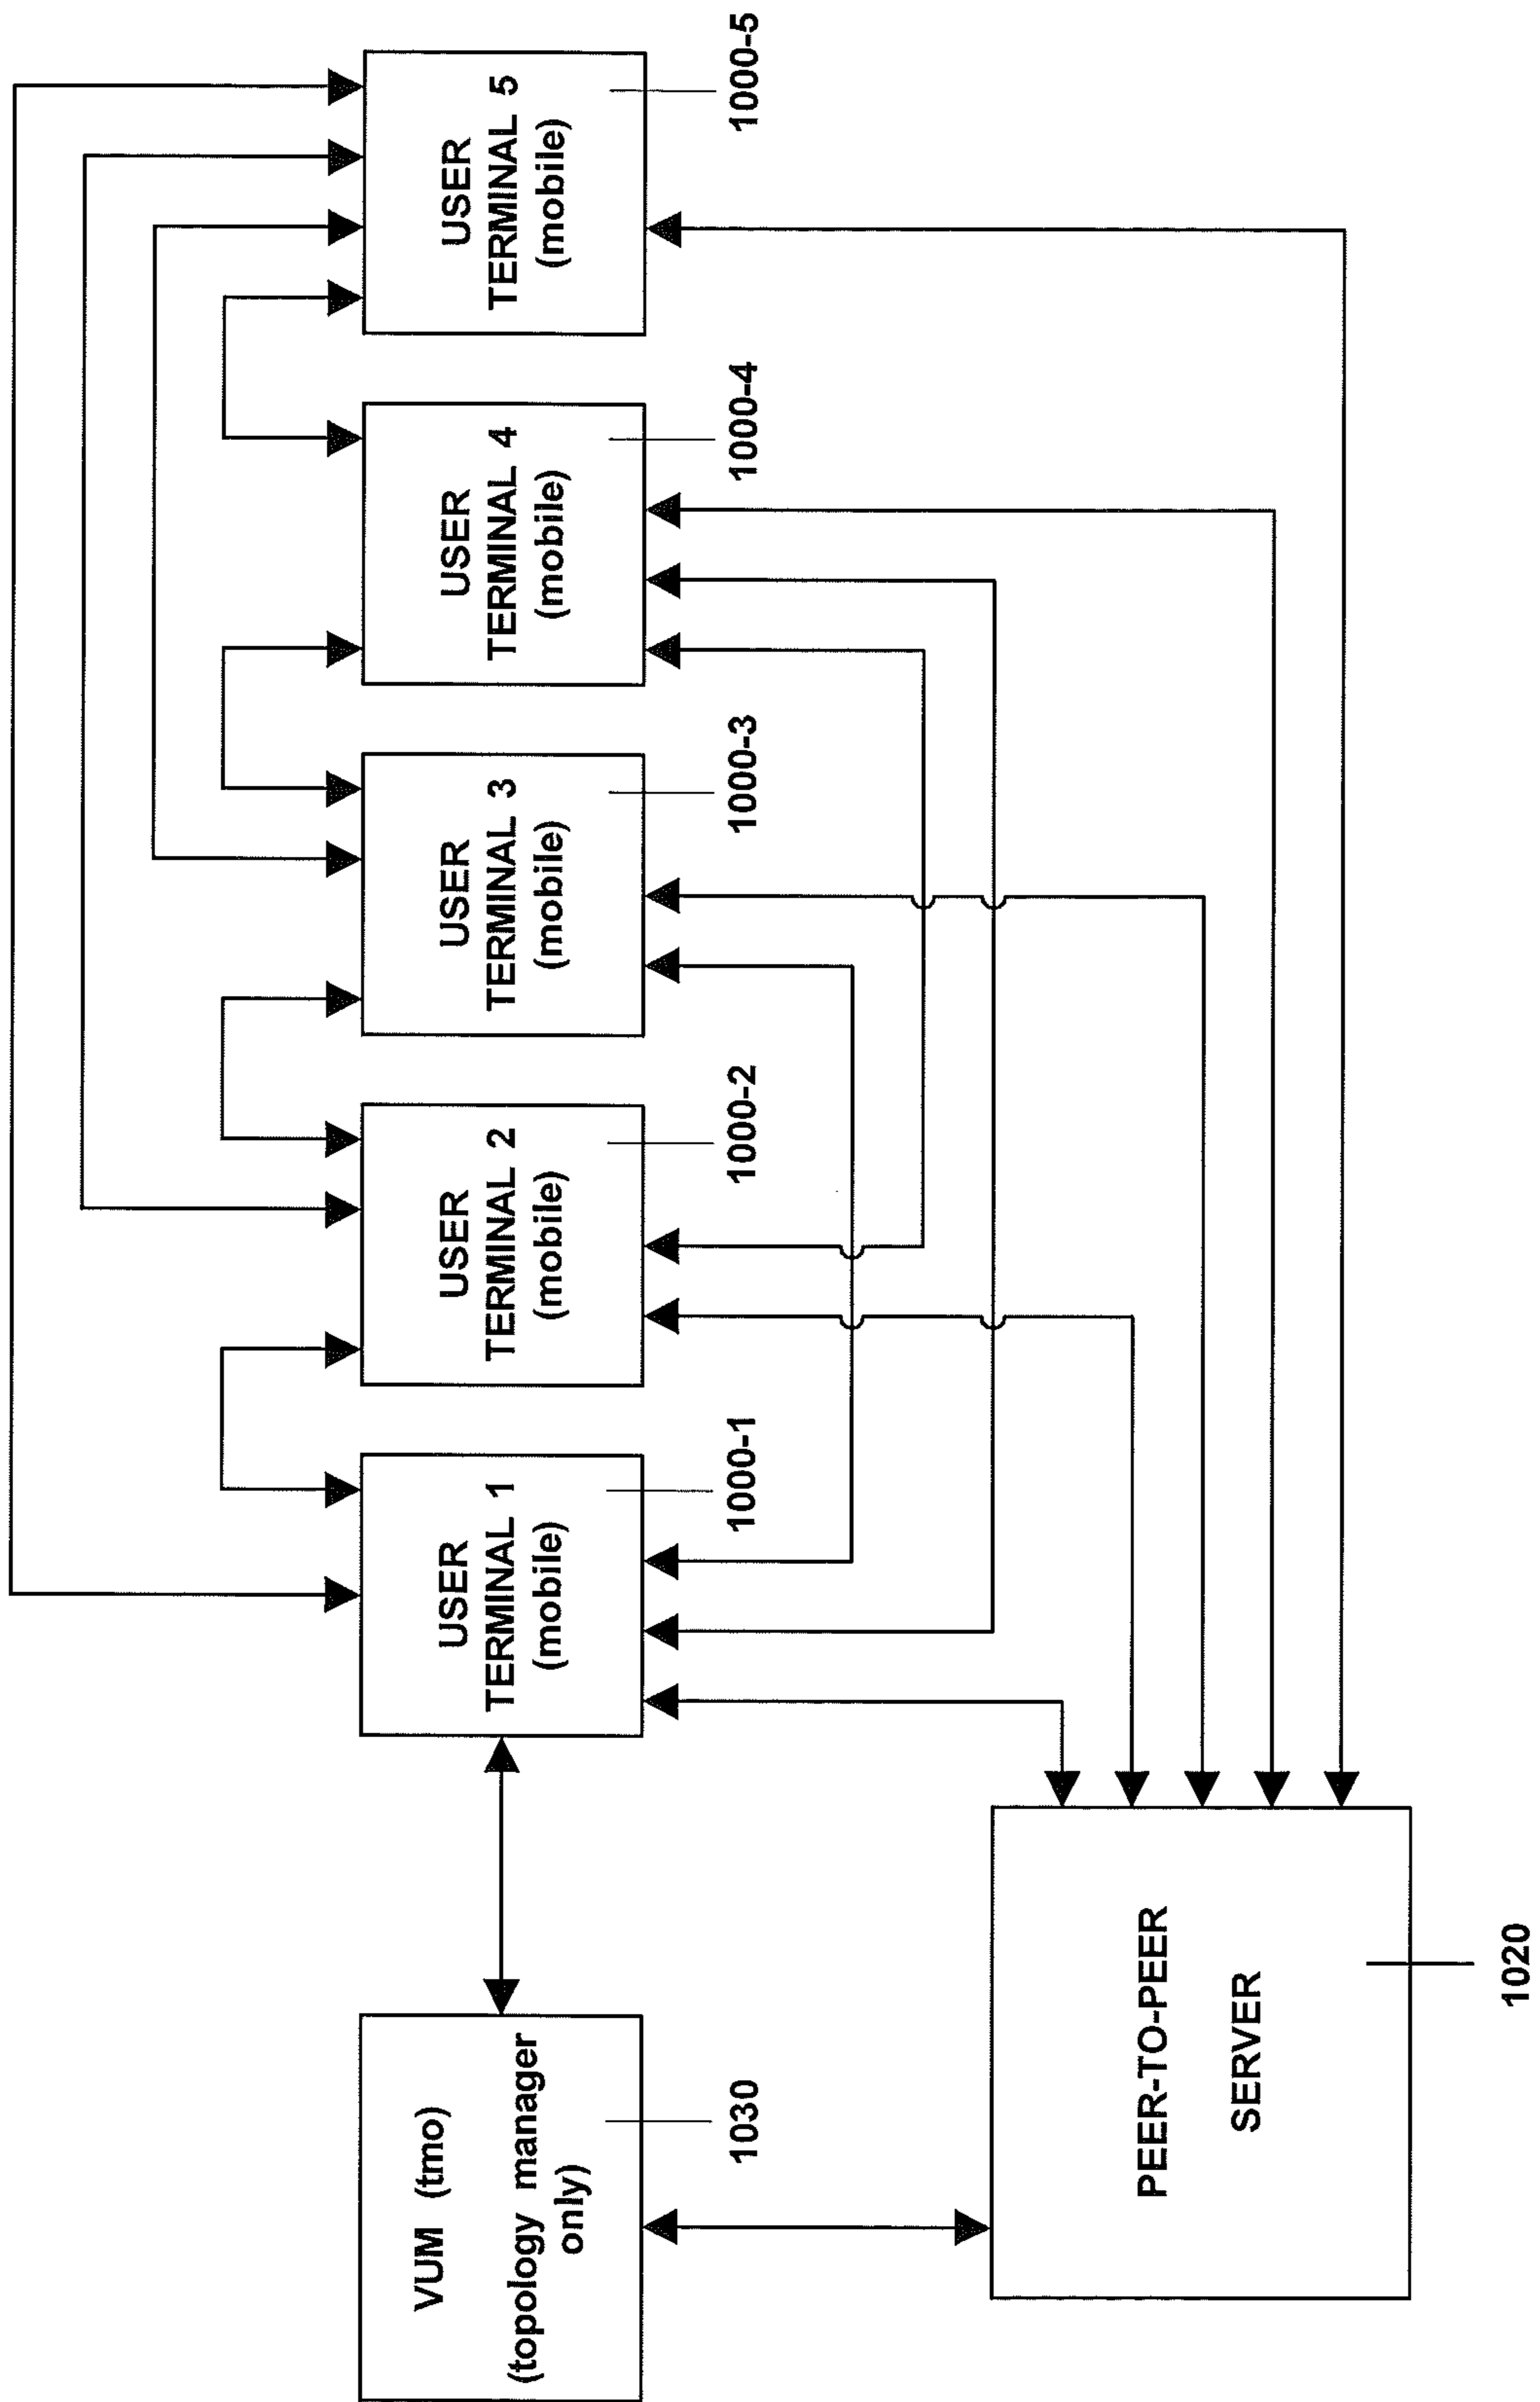 VUM (tmo)
(topology manager
only)
1030
USER
TERMINAL 1
(mobile)
1000-1
USER
TERMINAL 2
(mobile)
1000-2
USER
TERMINAL 3
(mobile)
1000-3
USER
TERMINAL 4
(mobile)
1000-4
USER
TERMINAL 5
(mobile)
1000-5
PEER-TO-PEER
SERVER
1020